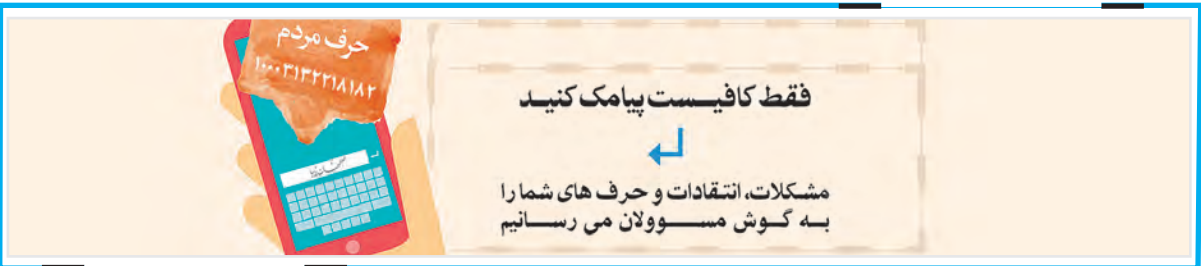 حرف مردم
۱۰۰۰۳۱۳۲۲۱۸۱۸۲
فقط کافیست پیامک کنید
مشکلات، انتقادات و حرف های شما را
به گوش مسوولان می رسانیم